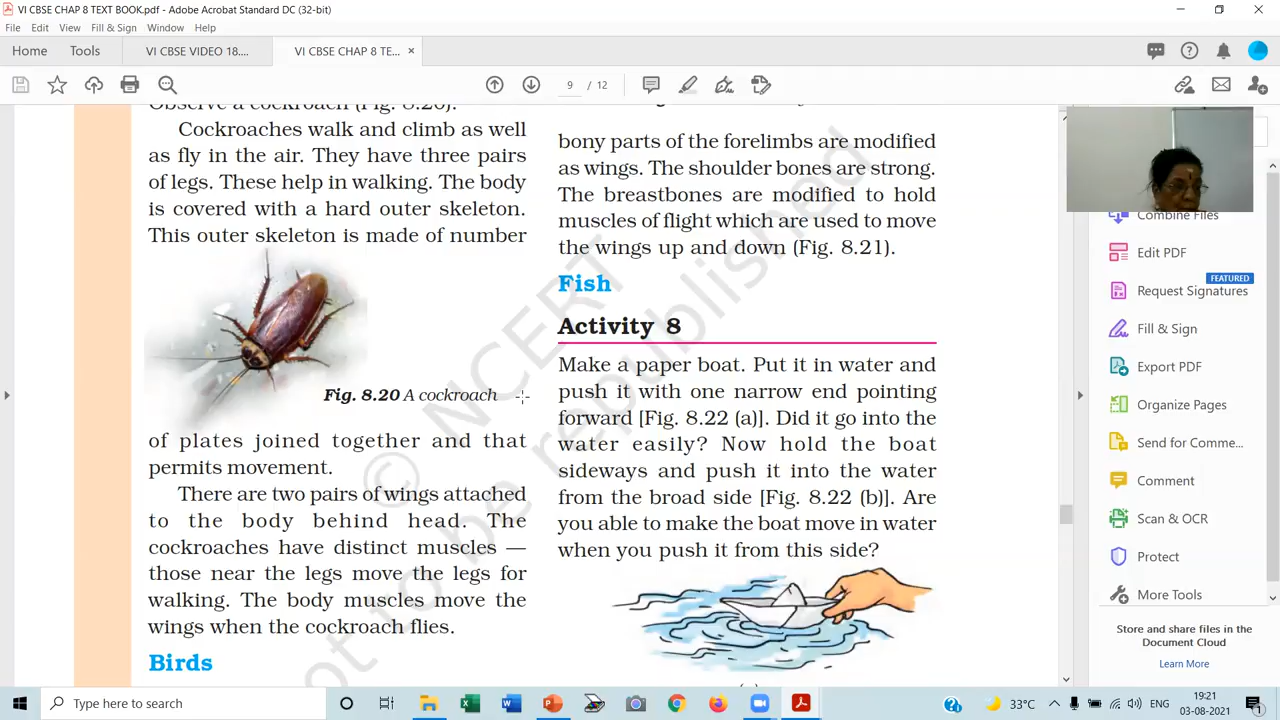 VI CBSE CHAP 8 TEXT BOOK.pdf - Adobe Acrobat Standard DC (32-bit)
File Edit View Fill & Sign Window Help
Home Tools VI CBSE VIDEO 18.... VI CBSE CHAP 8 TE... ×
9 / 12
Observe a cockroach (Fig. 8.20).
Cockroaches walk and climb as well
as fly in the air. They have three pairs
of legs. These help in walking. The body
is covered with a hard outer skeleton.
This outer skeleton is made of number
Fig. 8.20 A cockroach
of plates joined together and that
permits movement.
There are two pairs of wings attached
to the body behind head. The
cockroaches have distinct muscles —
those near the legs move the legs for
walking. The body muscles move the
wings when the cockroach flies.
Birds
bony parts of the forelimbs are modified
as wings. The shoulder bones are strong.
The breastbones are modified to hold
muscles of flight which are used to move
the wings up and down (Fig. 8.21).
Fish
Activity 8
Make a paper boat. Put it in water and
push it with one narrow end pointing
forward [Fig. 8.22 (a)]. Did it go into the
water easily? Now hold the boat
sideways and push it into the water
from the broad side [Fig. 8.22 (b)]. Are
you able to make the boat move in water
when you push it from this side?
© NCERT
not to be republished
Combine Files
Edit PDF
FEATURED
Request Signatures
Fill & Sign
Export PDF
Organize Pages
Send for Comme...
Comment
Scan & OCR
Protect
More Tools
Store and share files in the
Document Cloud
Learn More
Type here to search
33°C ENG 19:21
03-08-2021